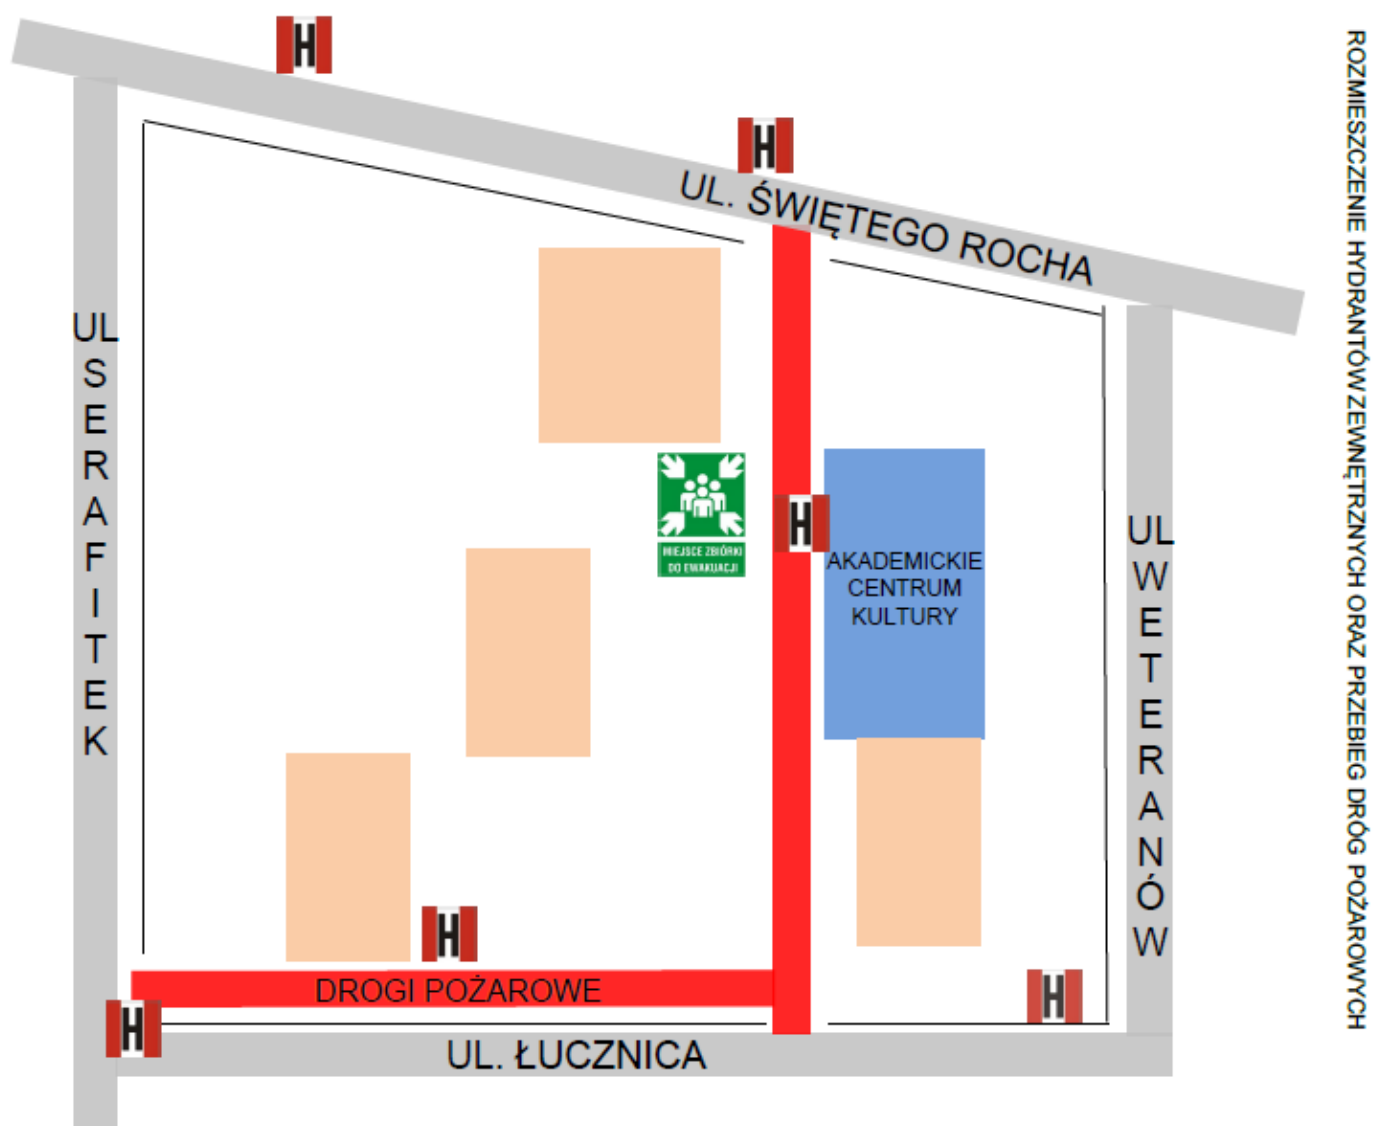 H
H
UL. ŚWIĘTEGO ROCHA
UL SERAFITEK
MIEJSCE ZBIÓRKI
DO EWAKUACJI
H
AKADEMICKIE
CENTRUM
KULTURY
UL WETERANÓW
H
DROGI POŻAROWE
H
H
UL. ŁUCZNICA
ROZMIESZCZENIE HYDRANTÓW ZEWNĘTRZNYCH ORAZ PRZEBIEG DRÓG POŻAROWYCH